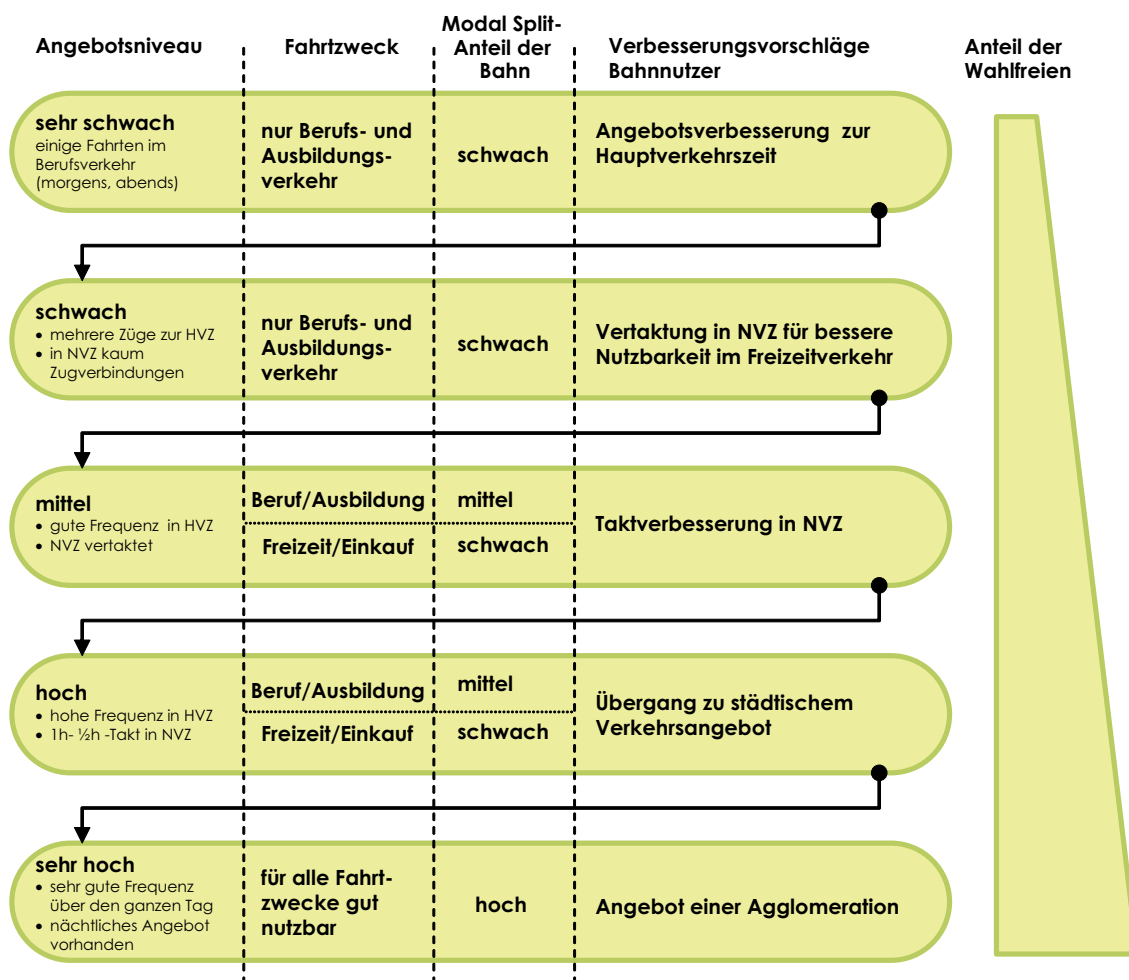 Angebotsniveau
Fahrtzweck
Modal Split-
Anteil der
Bahn
Verbesserungsvorschläge
Bahnnutzer
Anteil der
Wahlfreien
sehr schwach
einige Fahrten im
Berufsverkehr
(morgens, abends)
nur Berufs- und
Ausbildungs-
verkehr
schwach
Angebotsverbesserung zur
Hauptverkehrszeit
schwach
• mehrere Züge zur HVZ
• in NVZ kaum
Zugverbindungen
nur Berufs- und
Ausbildungs-
verkehr
schwach
Vertaktung in NVZ für bessere
Nutzbarkeit im Freizeitverkehr
mittel
• gute Frequenz in HVZ
• NVZ vertaktet
Beruf/Ausbildung
mittel
Freizeit/Einkauf
schwach
Taktverbesserung in NVZ
hoch
• hohe Frequenz in HVZ
• 1h- ½h -Takt in NVZ
Beruf/Ausbildung
mittel
Freizeit/Einkauf
schwach
Übergang zu städtischem
Verkehrsangebot
sehr hoch
• sehr gute Frequenz
über den ganzen Tag
• nächtliches Angebot
vorhanden
für alle Fahrt-
zwecke gut
nutzbar
hoch
Angebot einer Agglomeration